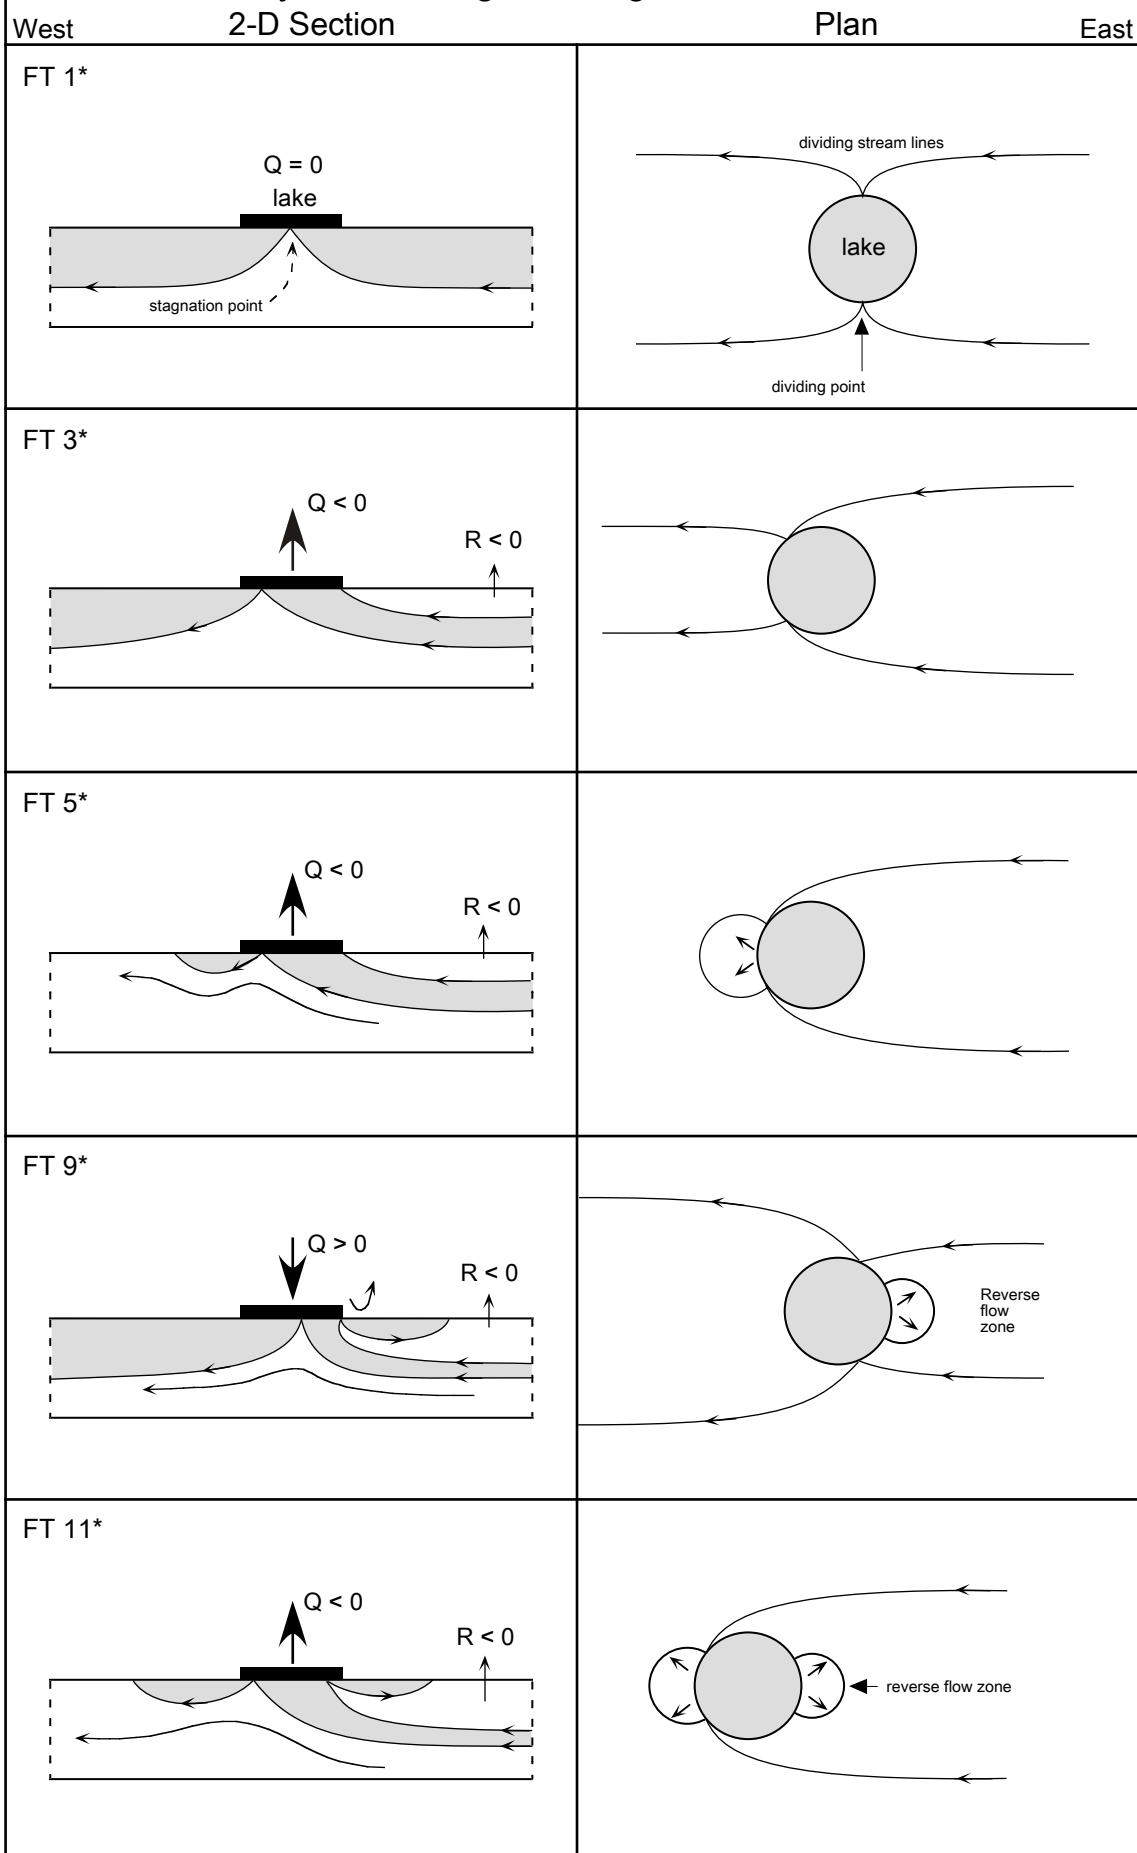 West
2-D Section
Plan
East
FT 1*
Q = 0
lake
stagnation point
dividing stream lines
lake
dividing point
FT 3*
Q < 0
R < 0
FT 5*
Q < 0
R < 0
FT 9*
Q > 0
R < 0
Reverse
flow
zone
FT 11*
Q < 0
R < 0
reverse flow zone